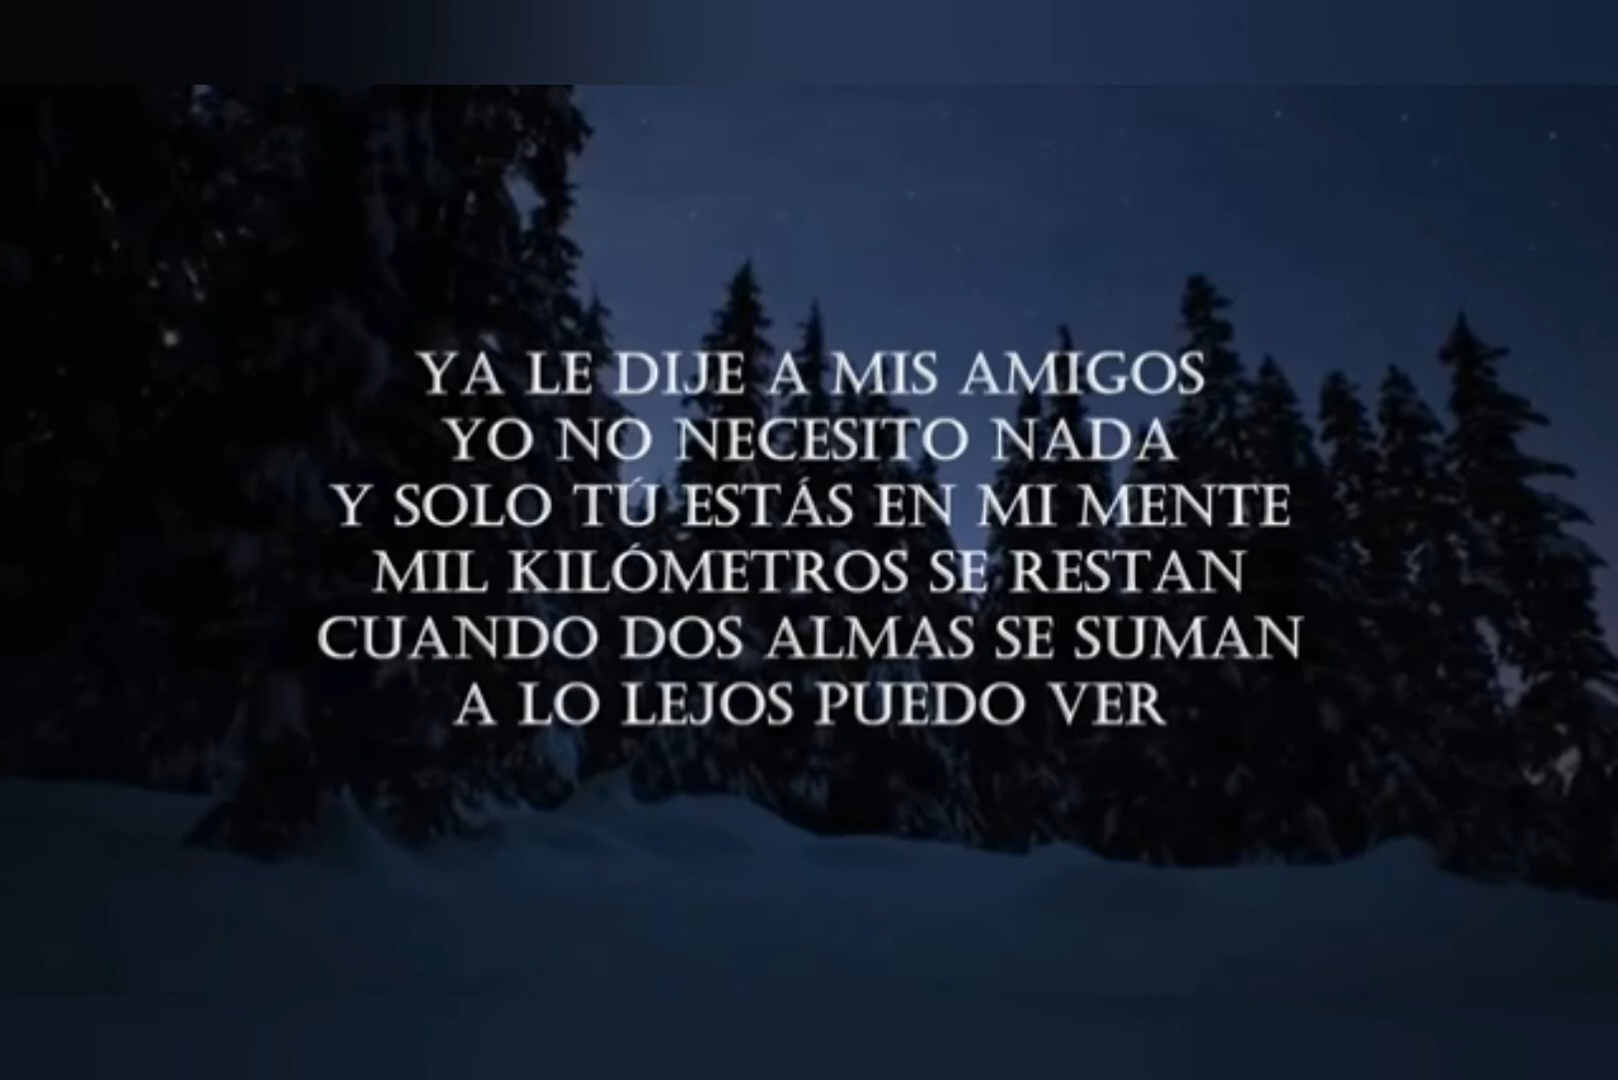 YA LE DIJE A MIS AMIGOS
YO NO NECESITO NADA
Y SOLO TÚ ESTÁS EN MI MENTE
MIL KILÓMETROS SE RESTAN
CUANDO DOS ALMAS SE SUMAN
A LO LEJOS PUEDO VER